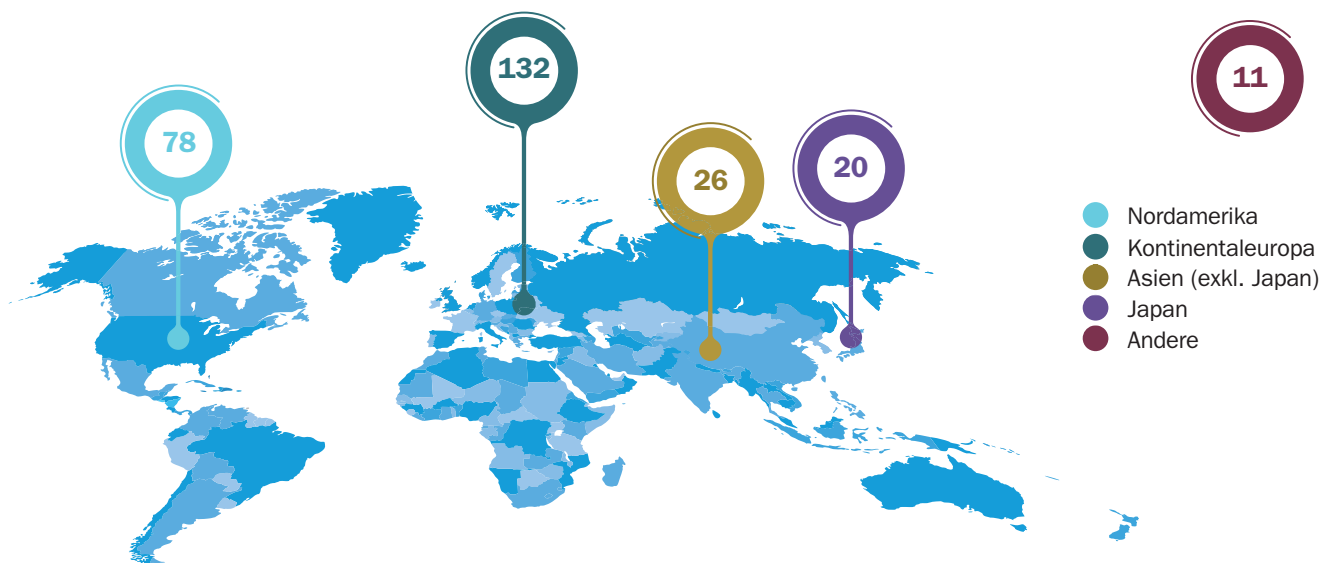 132
11
78
26
20
Nordamerika
Kontinentaleuropa
Asien (exkl. Japan)
Japan
Andere